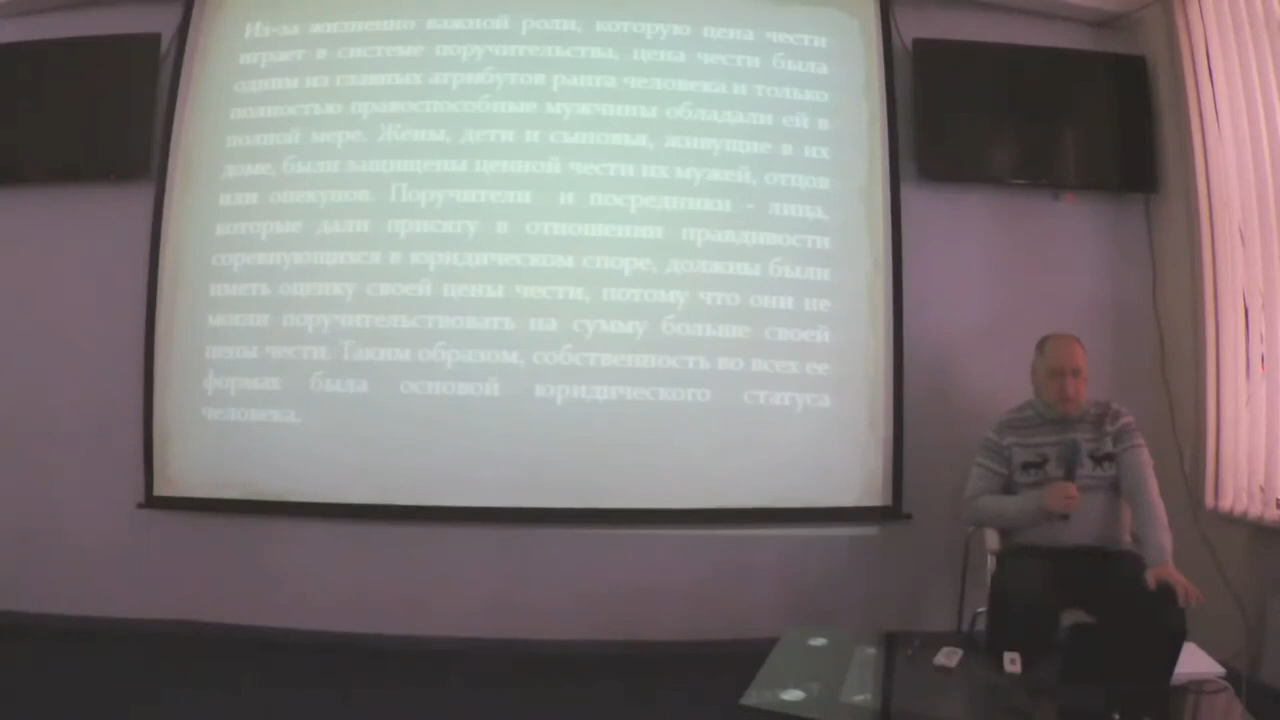 Из-за жизненно важной роли, которую цена чести
играет в системе поручительства, цена чести была
одним из главных атрибутов ранга человека и только
полностью правоспособные мужчины обладали ей в
полной мере. Жены, дети и сыновья, живущие в их
доме, были защищены ценной чести их мужей, отцов
или опекунов. Поручители и посредники - лица,
которые дали присягу в отношении правдивости
соревнующихся в юридическом споре, должны были
иметь оценку своей цены чести, потому что они не
могли поручительствовать на сумму больше своей
цены чести. Таким образом, собственность во всех ее
формах была основой юридического статуса
человека.